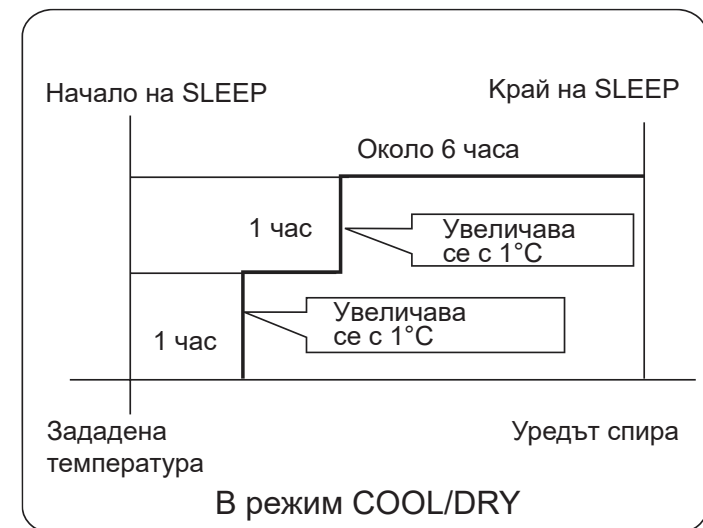 Начало на SLEEP
Край на SLEEP
Около 6 часа
1 час
Увеличава
се с 1°C
Увеличава
се с 1°C
1 час
Зададена
температура
Уредът спира
В режим COOL/DRY